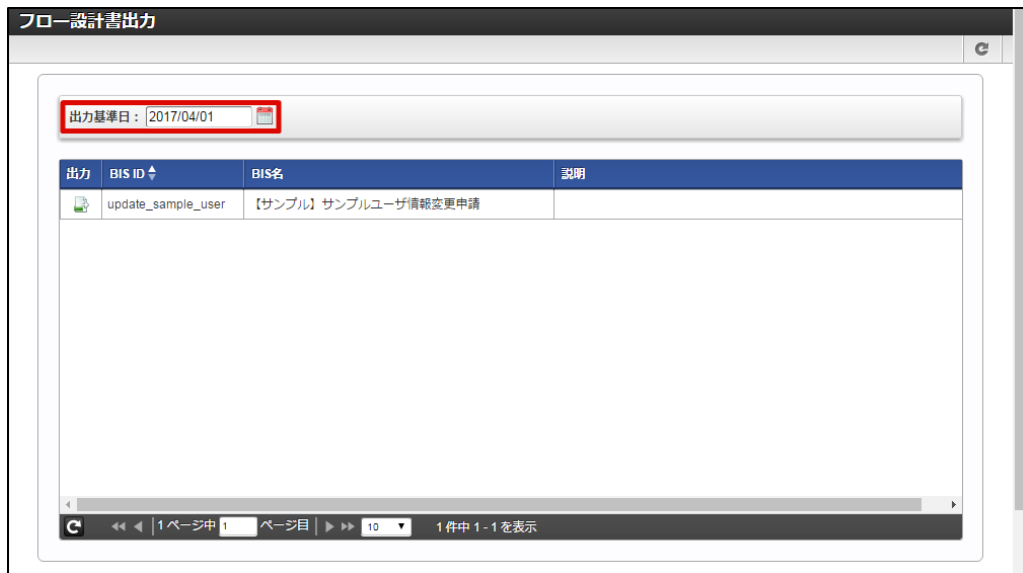 フロー設計書出力
出力基準日： 2017/04/01
出力 BIS ID BIS名 説明
update_sample_user 【サンプル】サンプルユーザ情報変更申請
1 ページ中 1 ページ目 10 1 件中 1 - 1 を表示